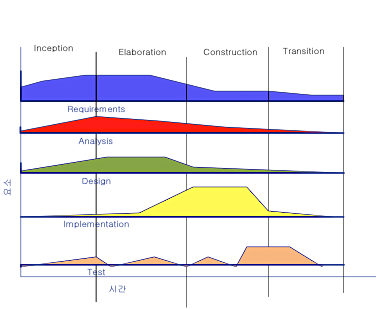 Inception Elaboration Construction Transition
Requirements
Analysis
Design
Implementation
Test
요소
시간